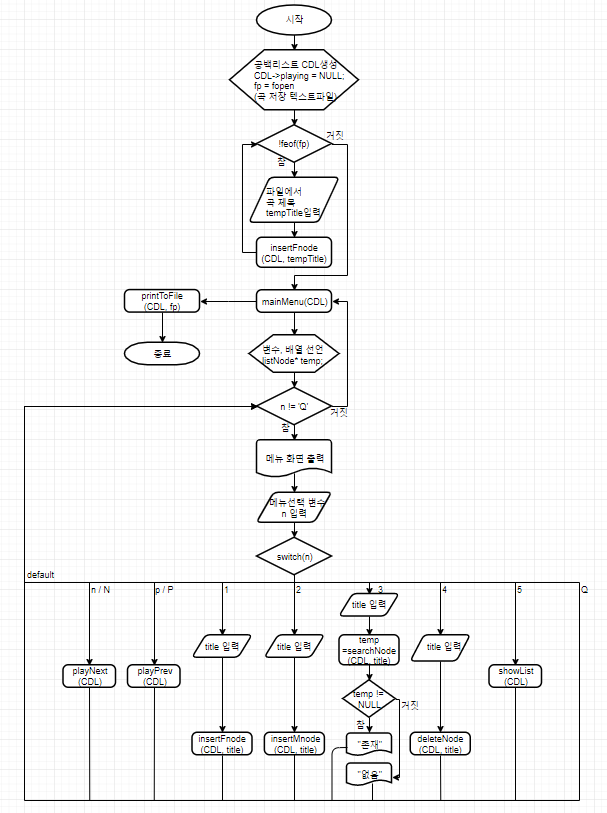 시작
공백리스트 CDL생성
CDL->playing = NULL;
fp = fopen
(곡 저장 텍스트파일)
!feof(fp)
거짓
참
파일에서
곡 제목
tempTitle입력
insertFnode
(CDL, tempTitle)
printToFile
(CDL, fp)
mainMenu(CDL)
종료
변수, 배열 선언
listNode* temp;
n != 'Q'
거짓
참
메뉴 화면 출력
메뉴선택 변수
n 입력
switch(n)
default
n / N
p / P
1
2
3
4
5
Q
title 입력
title 입력
title 입력
temp
=searchNode
(CDL, title)
title 입력
playNext
(CDL)
playPrev
(CDL)
showList
(CDL)
temp !=
NULL
거짓
참
insertFnode
(CDL, title)
insertMnode
(CDL, title)
"존재"
deleteNode
(CDL, title)
"없음"